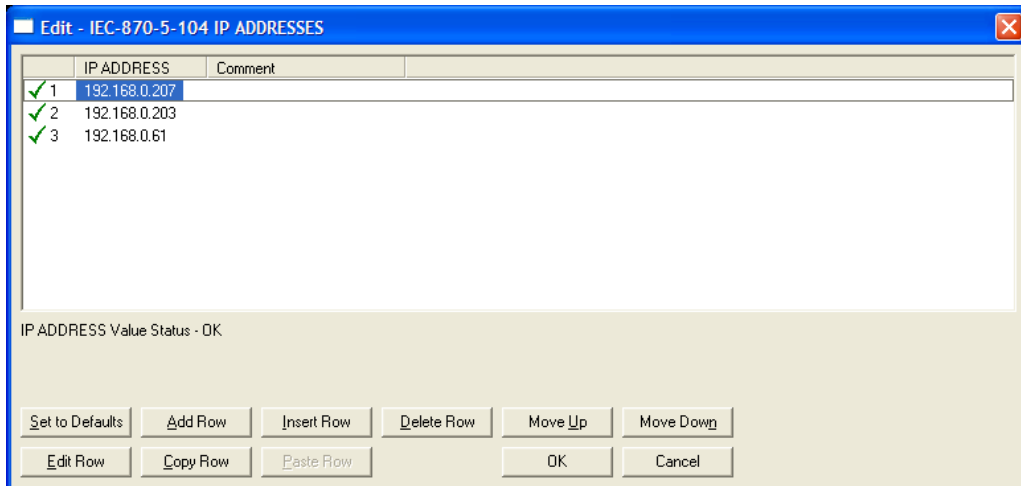 Edit - IEC-870-5-104 IP ADDRESSES
IP ADDRESS Comment
1 192.168.0.207
2 192.168.0.203
3 192.168.0.61
IP ADDRESS Value Status - OK
Set to Defaults Add Row Insert Row Delete Row Move Up Move Down
Edit Row Copy Row Paste Row OK Cancel